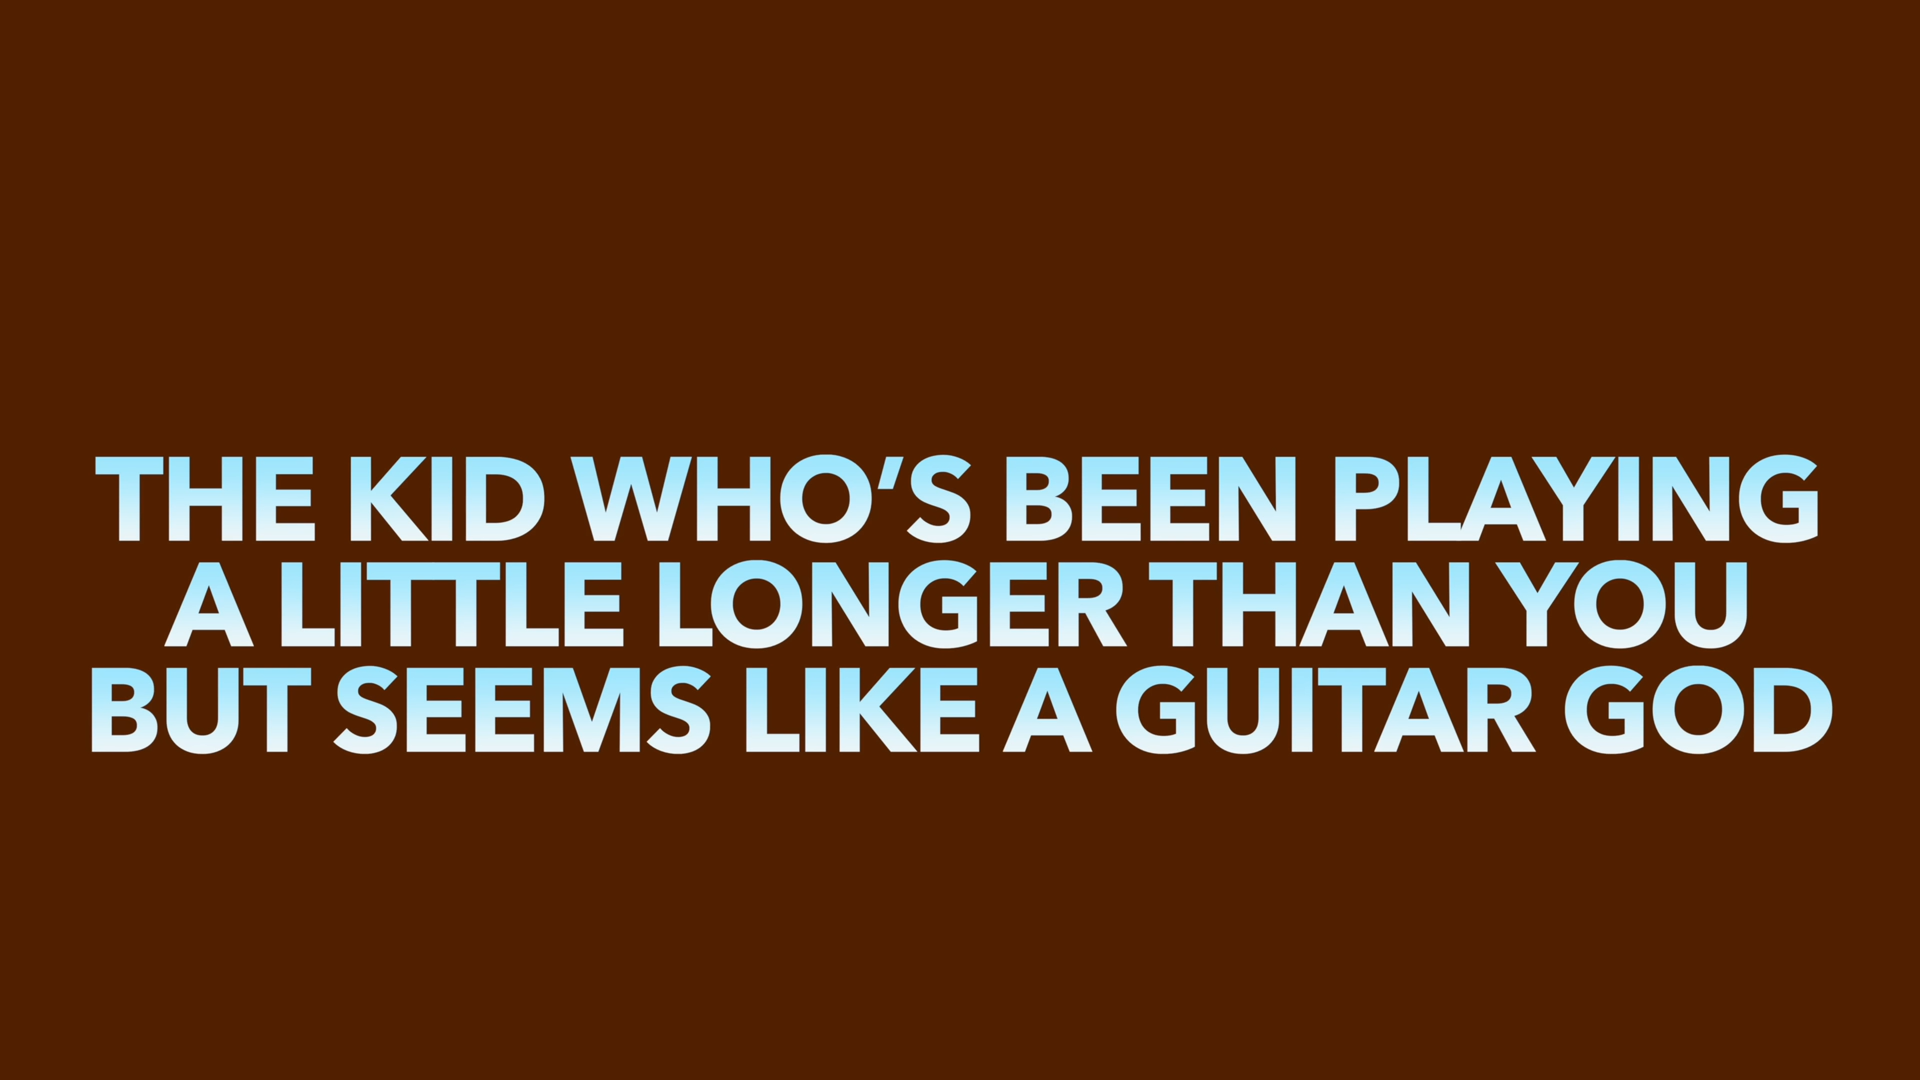 THE KID WHO’S BEEN PLAYING
A LITTLE LONGER THAN YOU
BUT SEEMS LIKE A GUITAR GOD